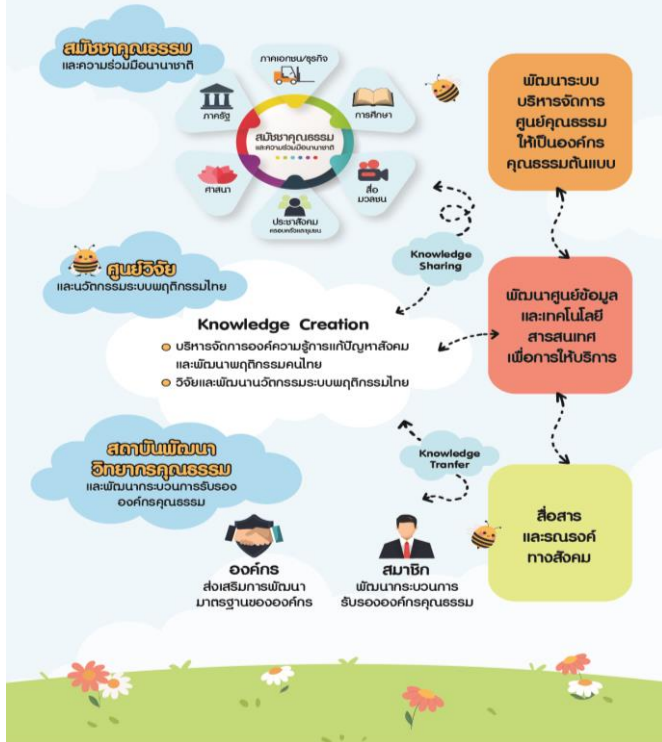 สมัชชาคุณธรรม
และความร่วมมือนานาชาติ
ภาคเอกชน/ธุรกิจ
ภาครัฐ
การศึกษา
สมัชชาคุณธรรม
และความร่วมมือนานาชาติ
ศาสนา
สื่อ
มวลชน
ประชาสังคม
ครอบครัวและชุมชน
พัฒนาระบบ
บริหารจัดการ
ศูนย์คุณธรรม
ให้เป็นองค์กร
คุณธรรมต้นแบบ
Knowledge
Sharing
ศูนย์วิจัย
และนวัตกรรมระบบพฤติกรรมไทย
Knowledge Creation
บริหารจัดการองค์ความรู้การแก้ปัญหาสังคม
และพัฒนาพฤติกรรมคนไทย
วิจัยและพัฒนานวัตกรรมระบบพฤติกรรมไทย
พัฒนาศูนย์ข้อมูล
และเทคโนโลยี
สารสนเทศ
เพื่อการให้บริการ
สถาบันพัฒนา
วิทยากรคุณธรรม
และพัฒนากระบวนการรับรอง
องค์กรคุณธรรม
Knowledge
Tranfer
องค์กร
ส่งเสริมการพัฒนา
มาตรฐานขององค์กร
สมาชิก
พัฒนากระบวนการ
รับรององค์กรคุณธรรม
สื่อสาร
และรณรงค์
ทางสังคม